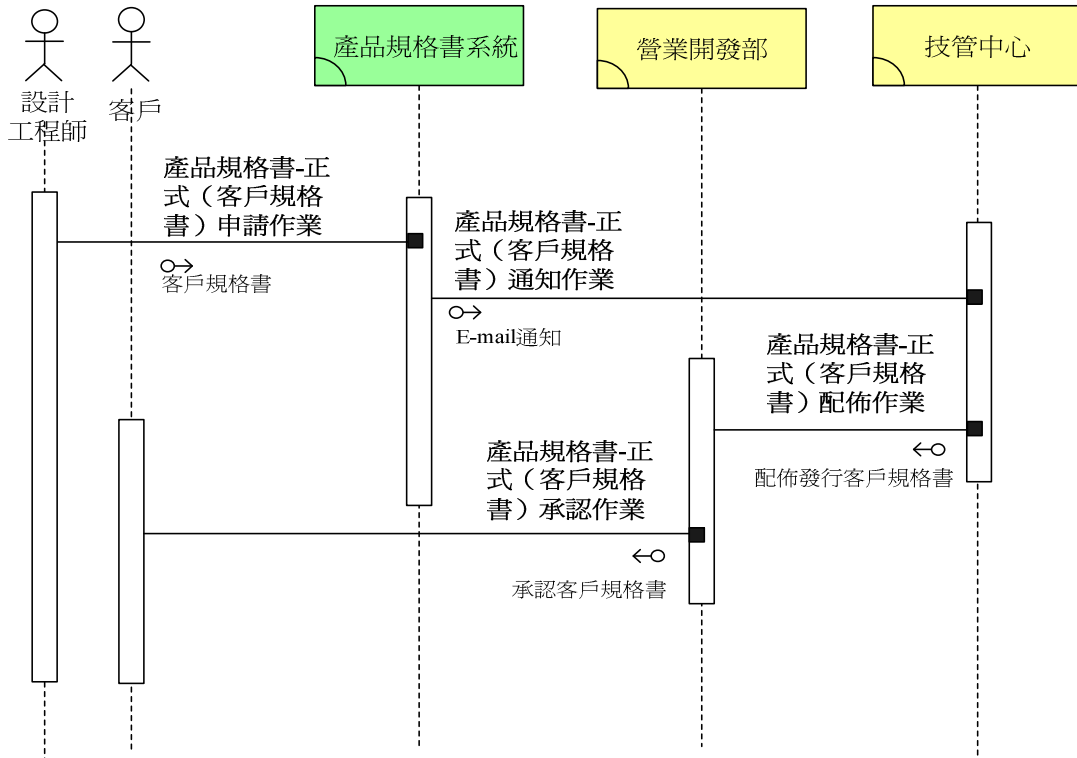 產品規格書系統
營業開發部
技管中心
設計
工程師
客戶
產品規格書-正
式（客戶規格
書）申請作業
客戶規格書
產品規格書-正
式（客戶規格
書）通知作業
E-mail通知
產品規格書-正
式（客戶規格
書）配佈作業
配佈發行客戶規格書
產品規格書-正
式（客戶規格
書）承認作業
承認客戶規格書